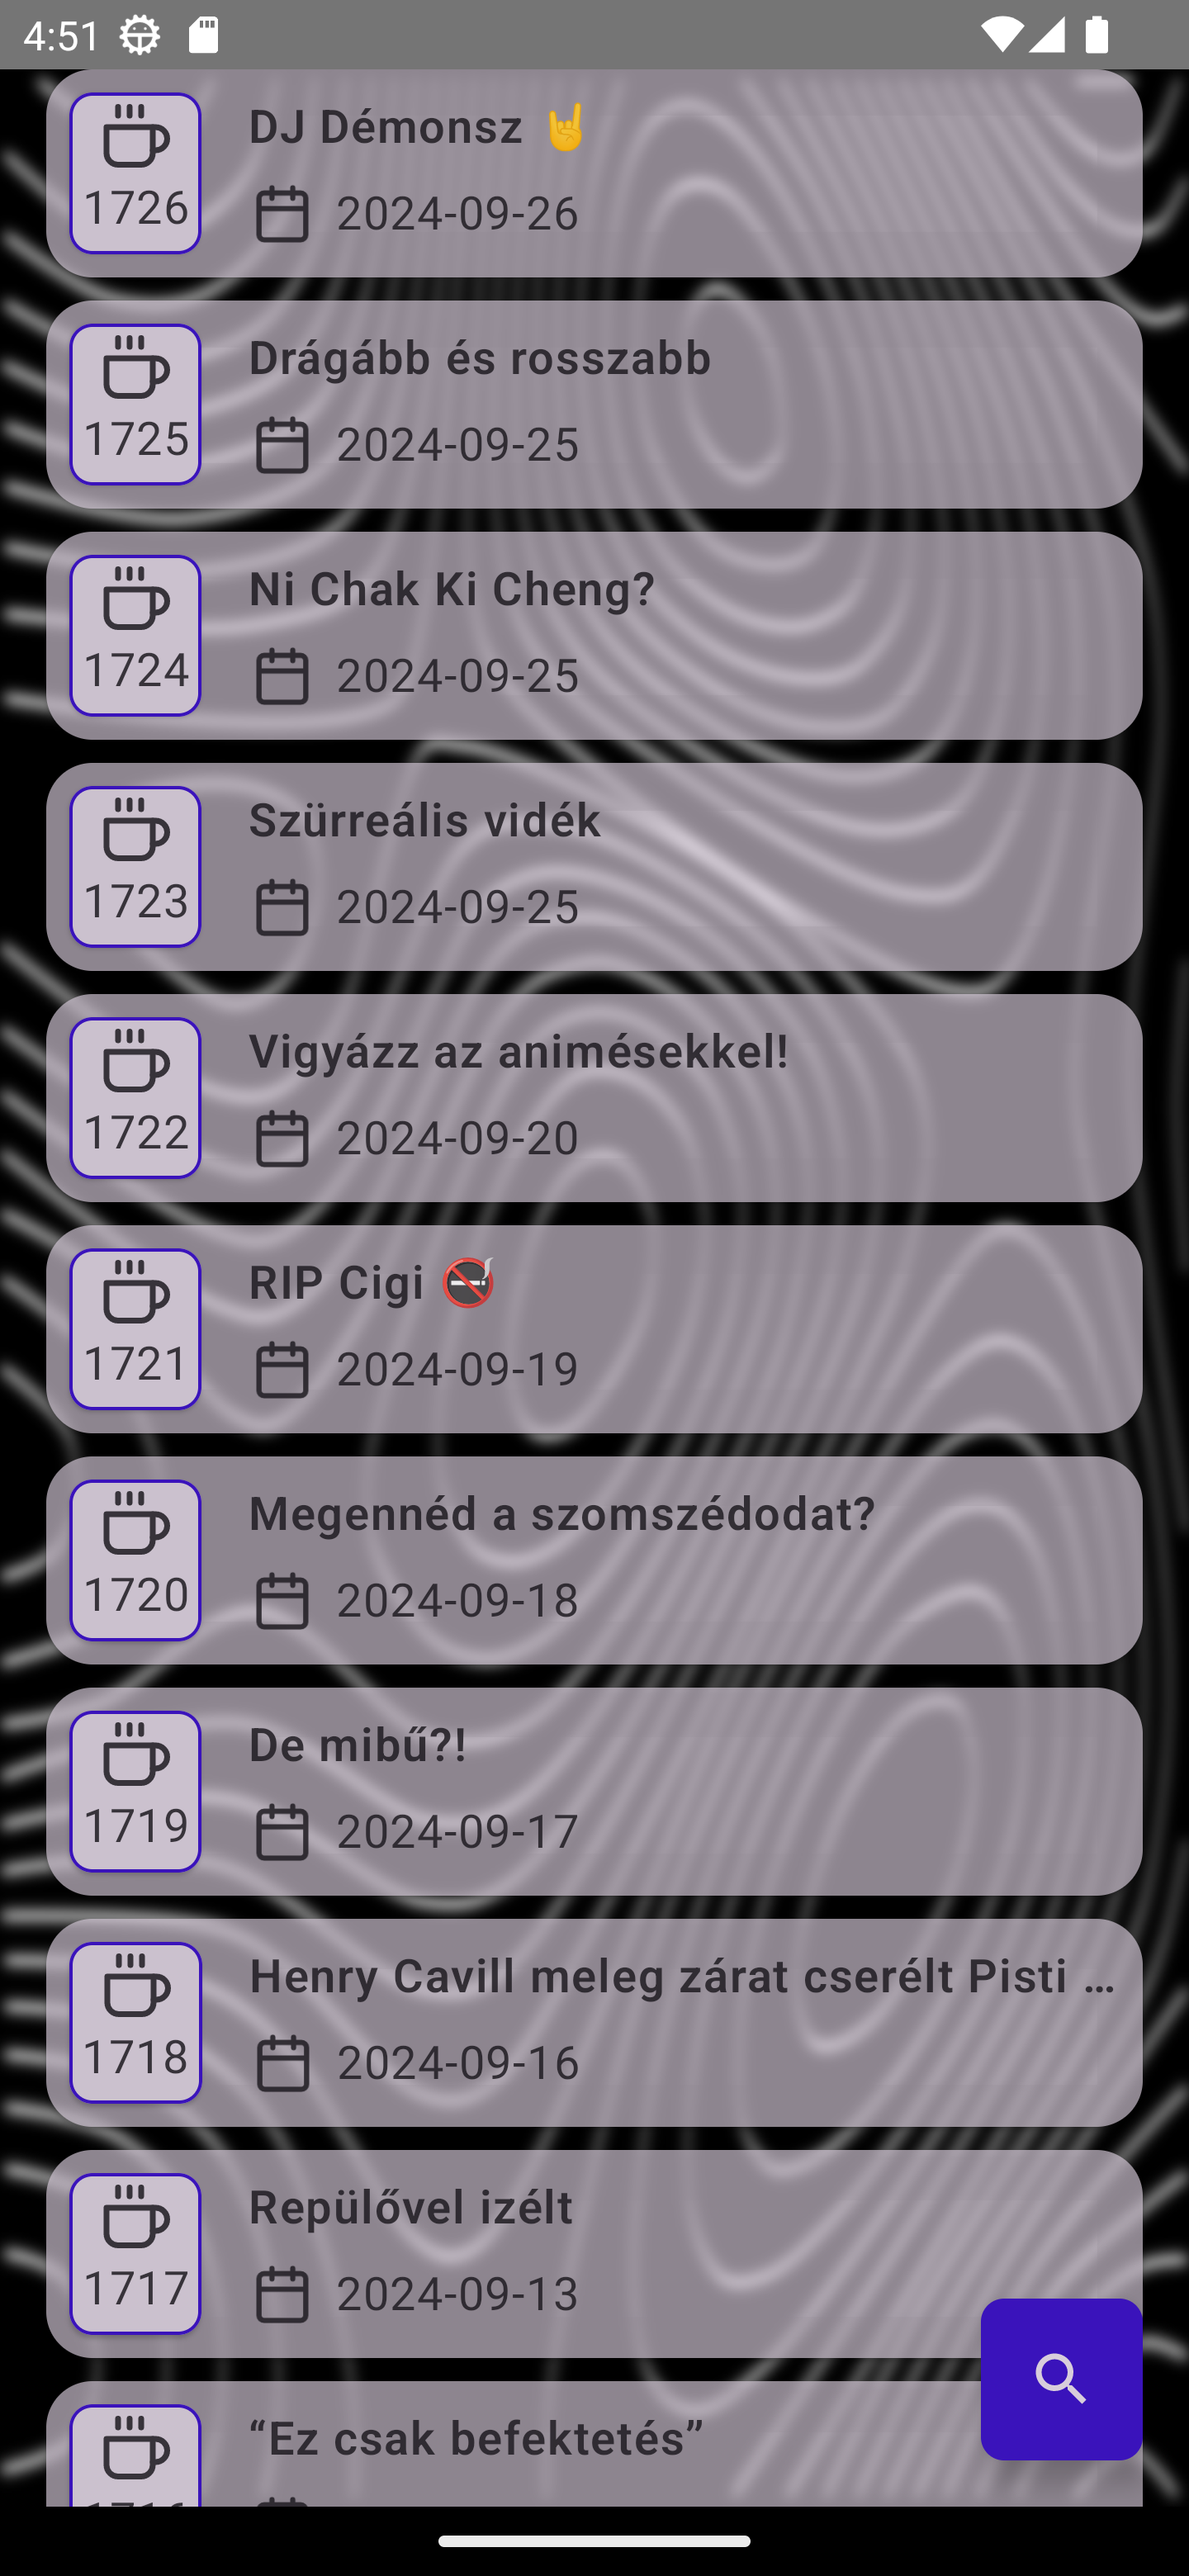 4:51
DJ Démonsz 🤘
1726
2024-09-26
Drágább és rosszabb
1725
2024-09-25
Ni Chak Ki Cheng?
1724
2024-09-25
Szürreális vidék
1723
2024-09-25
Vigyázz az animésekkel!
1722
2024-09-20
RIP Cigi 🚭
1721
2024-09-19
Megennéd a szomszédodat?
1720
2024-09-18
De mibű?!
1719
2024-09-17
Henry Cavill meleg zárat cserélt Pisti ...
1718
2024-09-16
Repülővel izélt
1717
2024-09-13
“Ez csak befektetés”